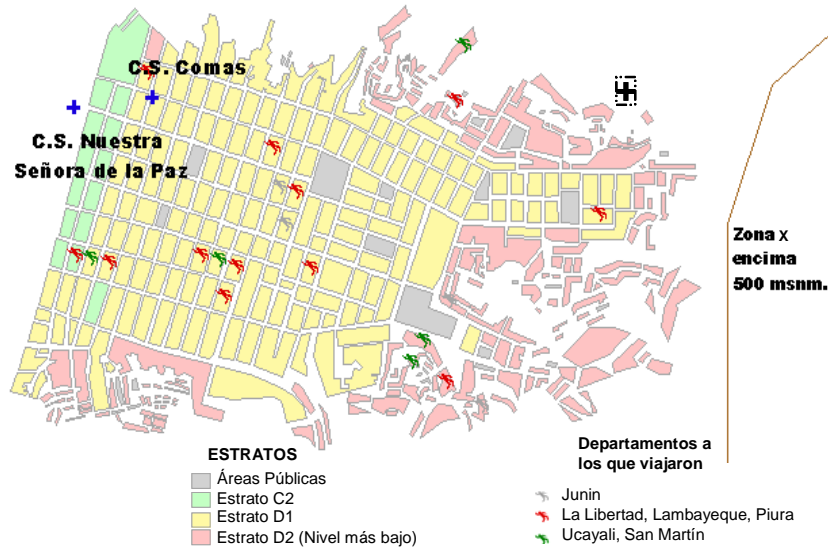 C.S. Comas
C.S. Nuestra
Señora de la Paz
Zona x
encima
500 msnm.
ESTRATOS
Áreas Públicas
Estrato C2
Estrato D1
Estrato D2 (Nivel más bajo)
Departamentos a
los que viajaron
Junin
La Libertad, Lambayeque, Piura
Ucayali, San Martín